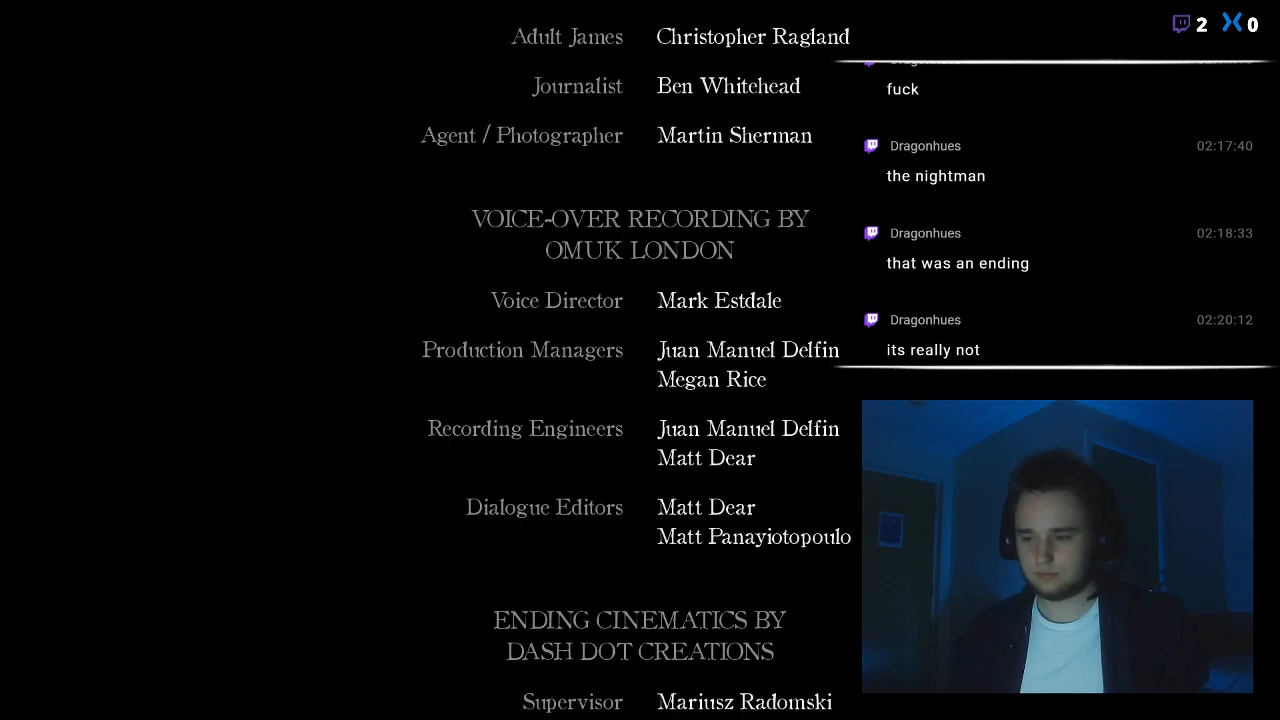 Adult James Christopher Ragland
Journalist Ben Whitehead
Agent / Photographer Martin Sherman
VOICE-OVER RECORDING BY
OMUK LONDON
Voice Director Mark Estdale
Production Managers Juan Manuel Delfin
Megan Rice
Recording Engineers Juan Manuel Delfin
Matt Dear
Dialogue Editors Matt Dear
Matt Panayiotopoulo
ENDING CINEMATICS BY
DASH DOT CREATIONS
Supervisor Mariusz Radomski
2 0
fuck
Dragonhues 02:17:40
the nightman
Dragonhues 02:18:33
that was an ending
Dragonhues 02:20:12
its really not